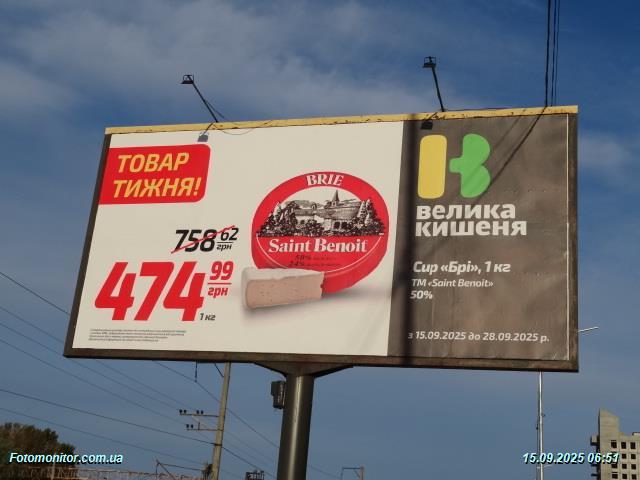 ТОВАР
ТИЖНЯ!
758 62
грн
474 99
грн
1 кг
BRIE
Saint Benoit
50%
24%
велика
кишеня
Сир «Брі», 1 кг
ТМ «Saint Benoit»
50%
з 15.09.2025 до 28.09.2025 р.
Fotomonitor.com.ua
15.09.2025 06:51